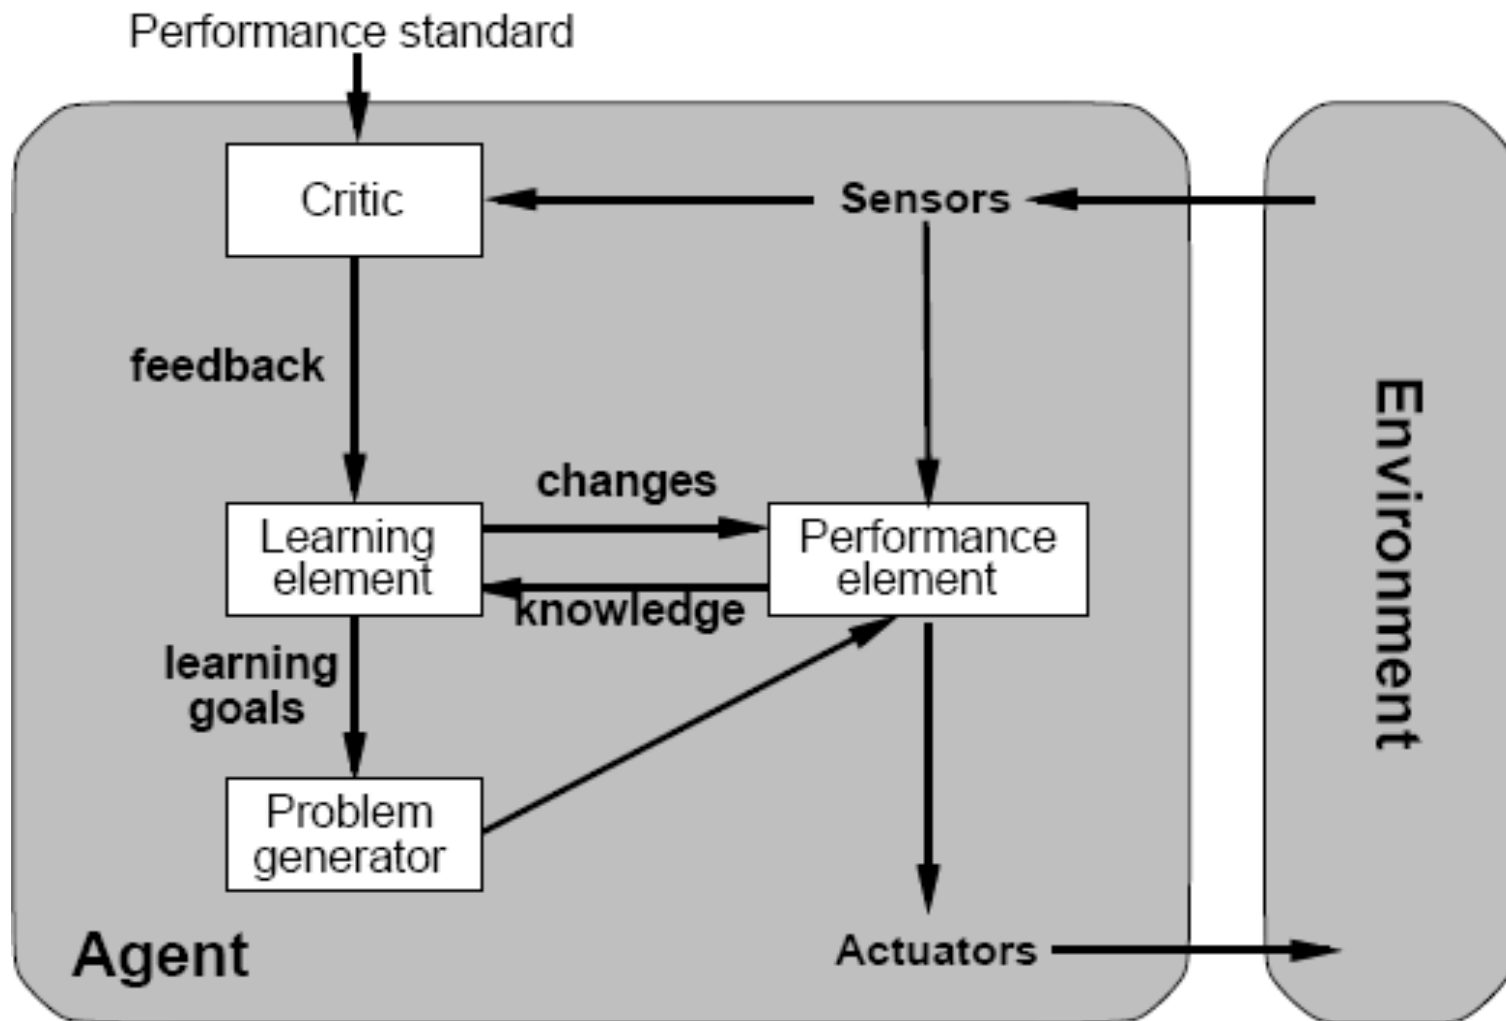 Performance standard
Critic
Sensors
feedback
changes
Learning
element
Performance
element
knowledge
learning
goals
Problem
generator
Agent
Actuators
Environment